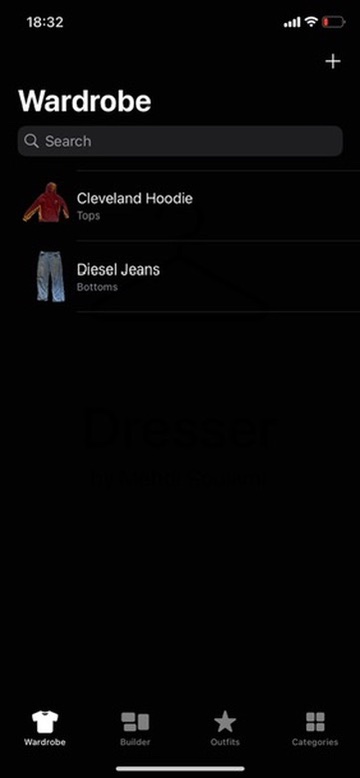 18:32
Wardrobe
Search
Cleveland Hoodie
Tops
Diesel Jeans
Bottoms
Dresser
Wardrobe
Builder
Outfits
Categories